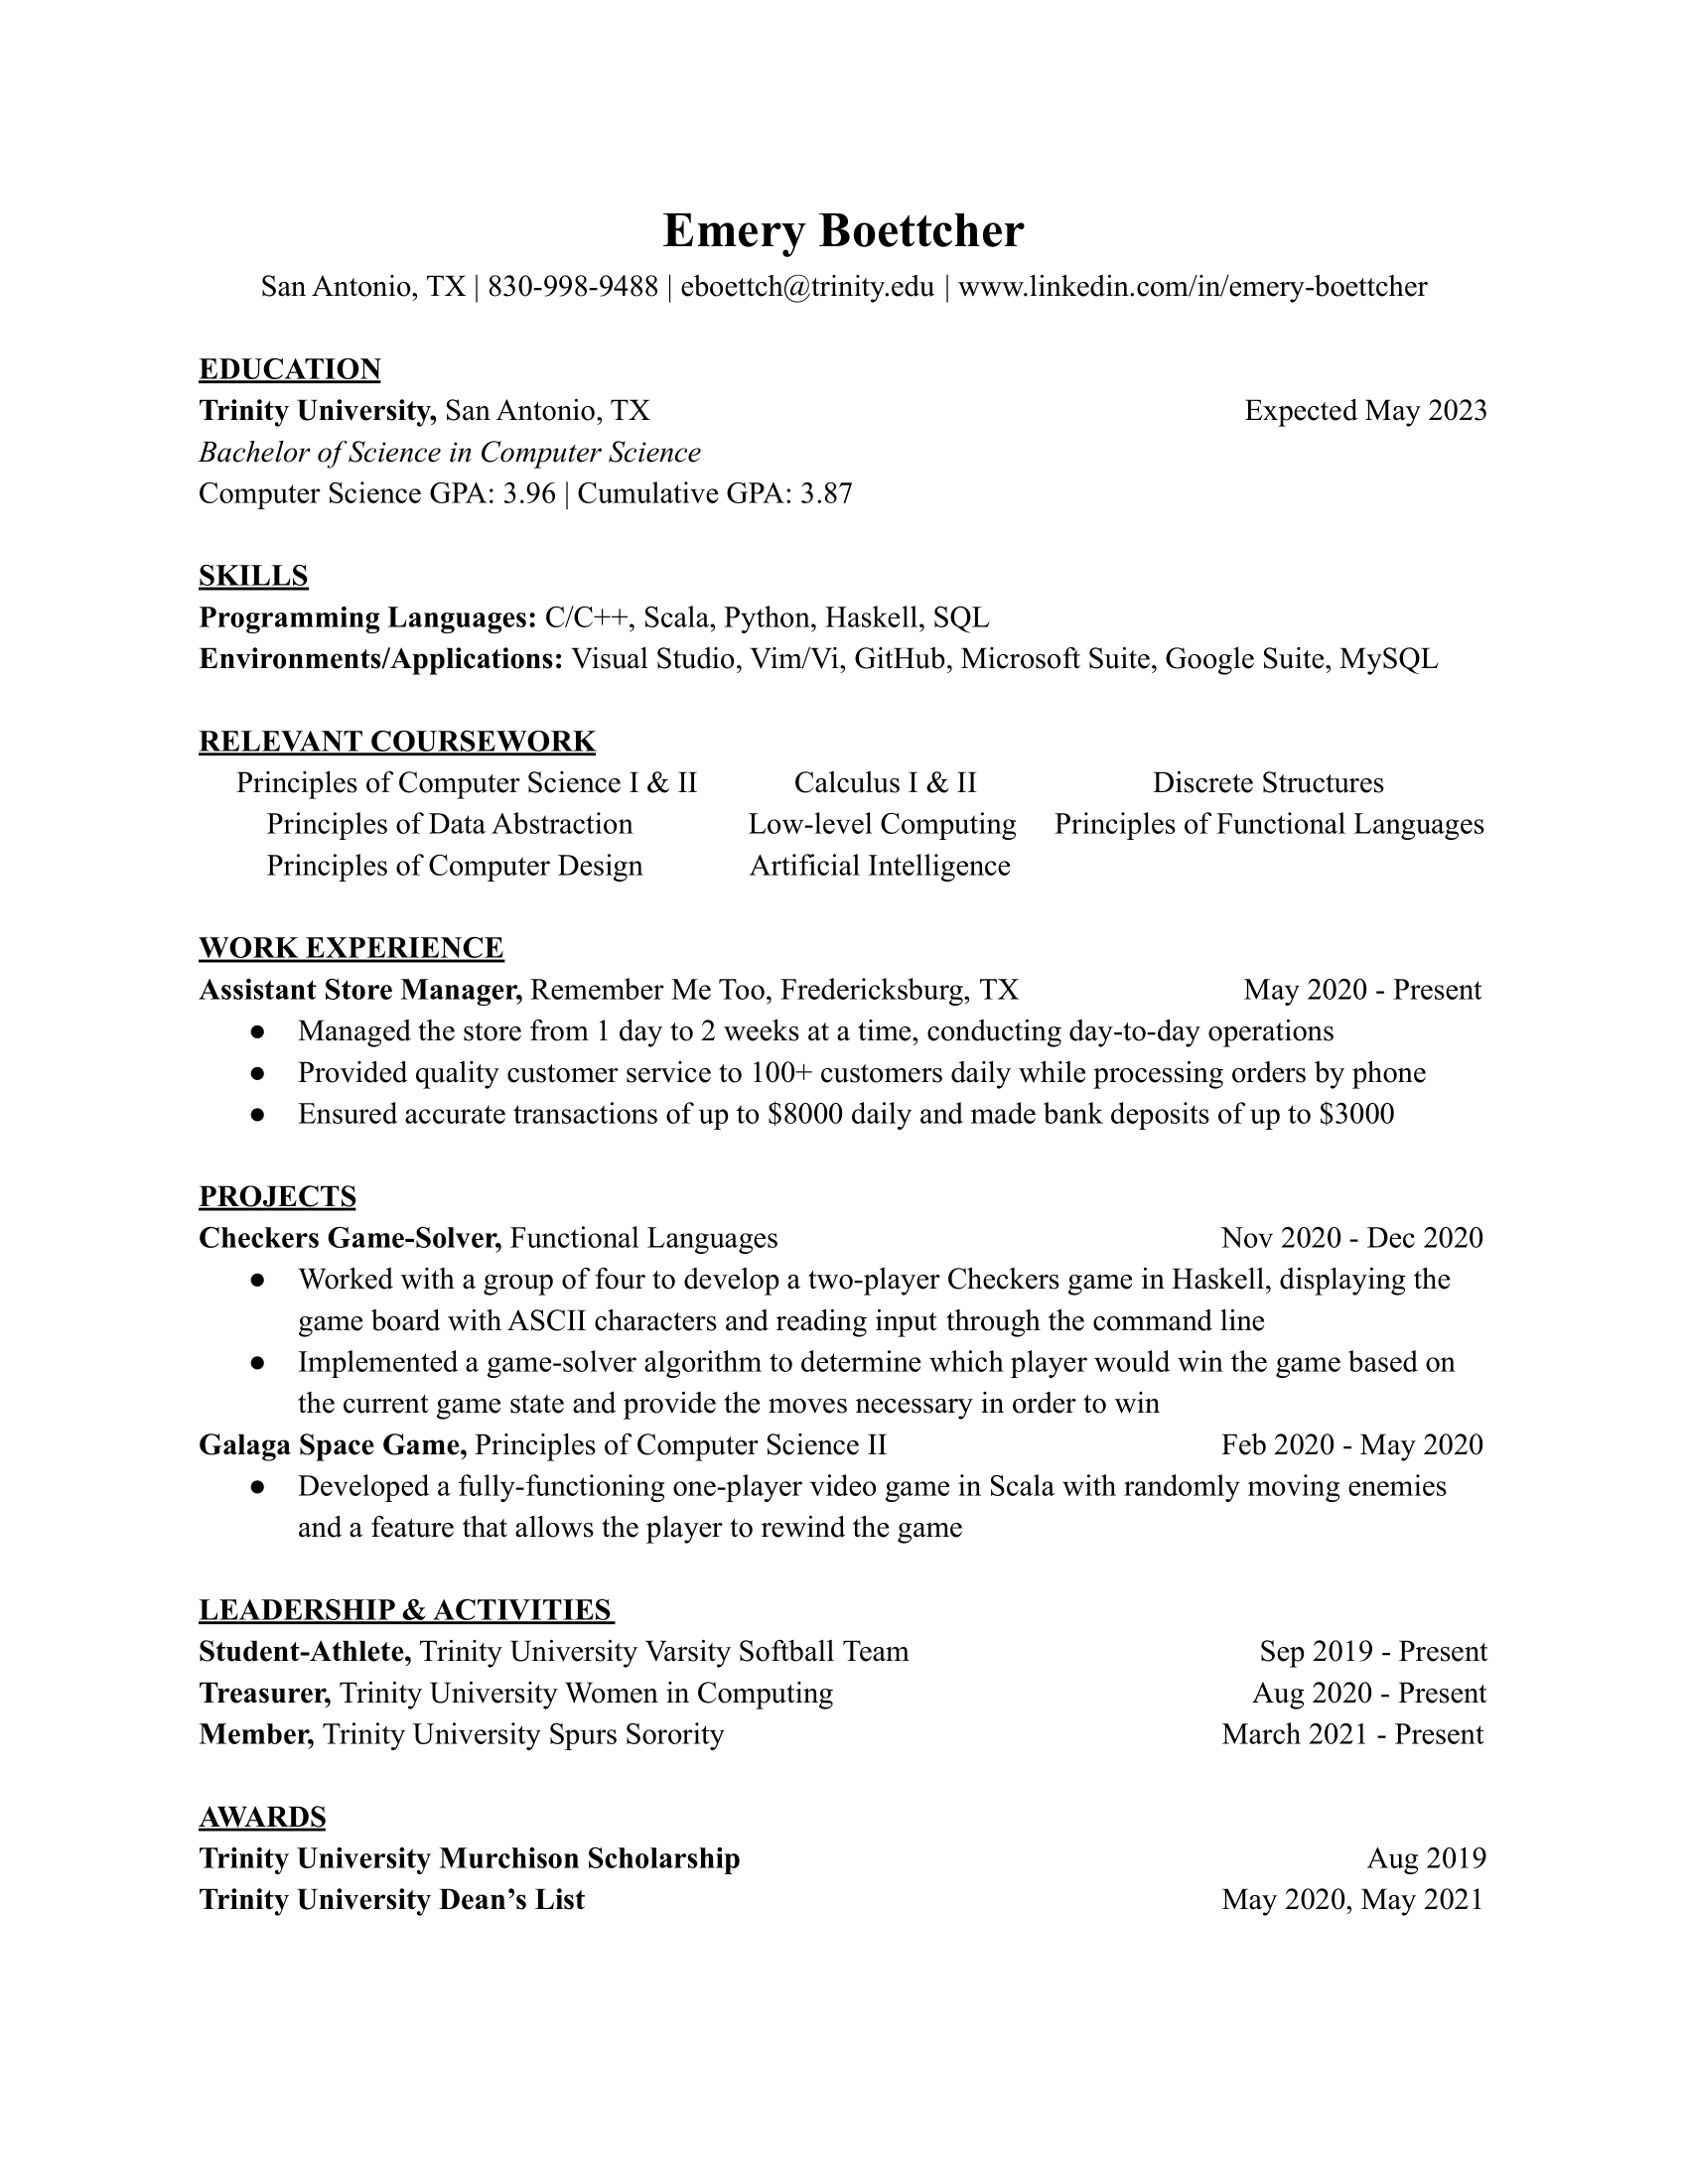 Emery Boettcher
San Antonio, TX | 830-998-9488 | eboettch@trinity.edu | www.linkedin.com/in/emery-boettcher
EDUCATION
Trinity University, San Antonio, TX Expected May 2023
Bachelor of Science in Computer Science
Computer Science GPA: 3.96 | Cumulative GPA: 3.87
SKILLS
Programming Languages: C/C++, Scala, Python, Haskell, SQL
Environments/Applications: Visual Studio, Vim/Vi, GitHub, Microsoft Suite, Google Suite, MySQL
RELEVANT COURSEWORK
Principles of Computer Science I & II Calculus I & II Discrete Structures
Principles of Data Abstraction Low-level Computing Principles of Functional Languages
Principles of Computer Design Artificial Intelligence
WORK EXPERIENCE
Assistant Store Manager, Remember Me Too, Fredericksburg, TX May 2020 - Present
● Managed the store from 1 day to 2 weeks at a time, conducting day-to-day operations
● Provided quality customer service to 100+ customers daily while processing orders by phone
● Ensured accurate transactions of up to $8000 daily and made bank deposits of up to $3000
PROJECTS
Checkers Game-Solver, Functional Languages Nov 2020 - Dec 2020
● Worked with a group of four to develop a two-player Checkers game in Haskell, displaying the
game board with ASCII characters and reading input through the command line
● Implemented a game-solver algorithm to determine which player would win the game based on
the current game state and provide the moves necessary in order to win
Galaga Space Game, Principles of Computer Science II Feb 2020 - May 2020
● Developed a fully-functioning one-player video game in Scala with randomly moving enemies
and a feature that allows the player to rewind the game
LEADERSHIP & ACTIVITIES
Student-Athlete, Trinity University Varsity Softball Team Sep 2019 - Present
Treasurer, Trinity University Women in Computing Aug 2020 - Present
Member, Trinity University Spurs Sorority March 2021 - Present
AWARDS
Trinity University Murchison Scholarship Aug 2019
Trinity University Dean’s List May 2020, May 2021